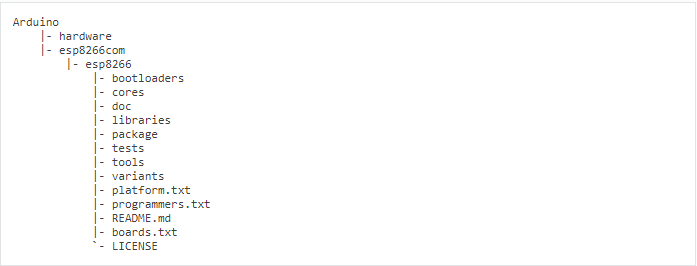 Arduino
|- hardware
|- esp8266com
|- esp8266
|- bootloaders
|- cores
|- doc
|- libraries
|- package
|- tests
|- tools
|- variants
|- platform.txt
|- programmers.txt
|- README.md
|- boards.txt
`- LICENSE